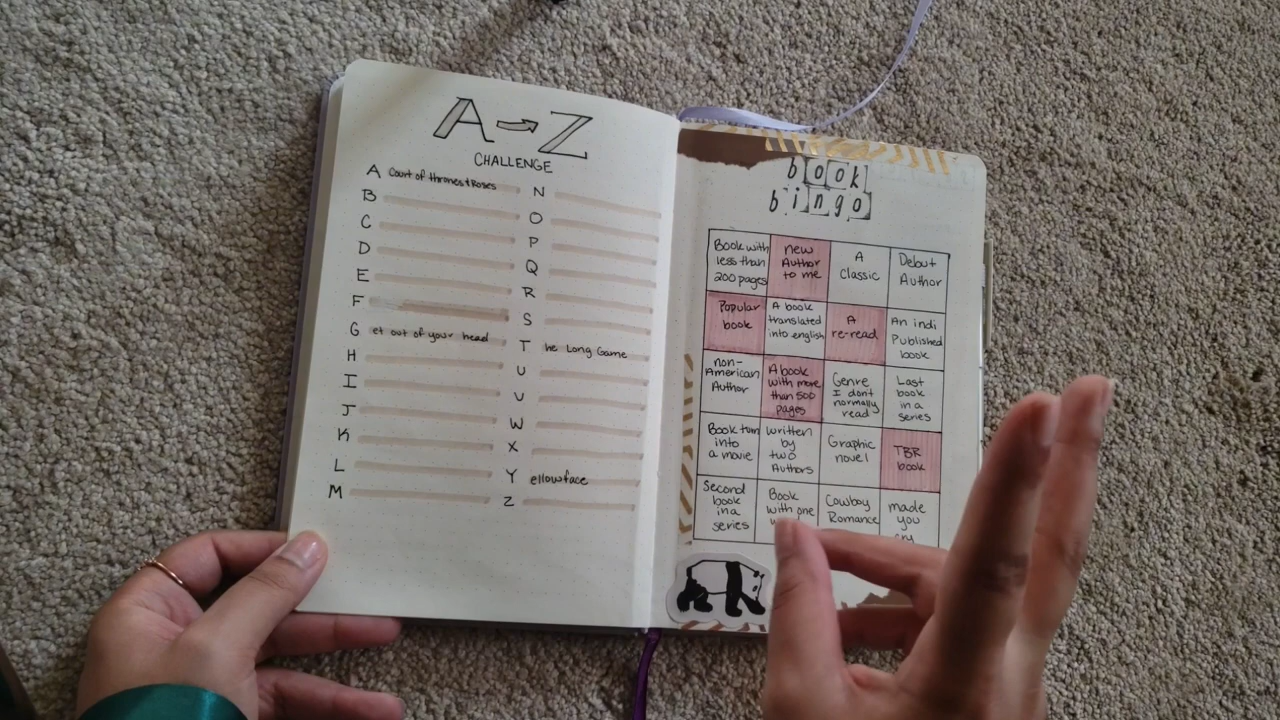 A → Z
CHALLENGE
A Court of thrones & Roses
B
C
D
E
F
G et out of your head
H
I
J
K
L
M
N
O
P
Q
R
S
T he Long Game
U
V
W
X
Y ellowface
Z
book
bingo
Book with
less than
200 pages
new
Author
to me
A
classic
Debut
Author
Popular
book
A book
translated
into english
A
re-read
An indi
Published
book
non-
American
Author
A book
with more
than 500
pages
Genre
I don't
normally
read
Last
book
in a
series
Book turn
into
a movie
written
by
two
Authors
Graphic
novel
TBR
book
Second
book
in a
series
Book
with one
Cowboy
Romance
made
you
cry